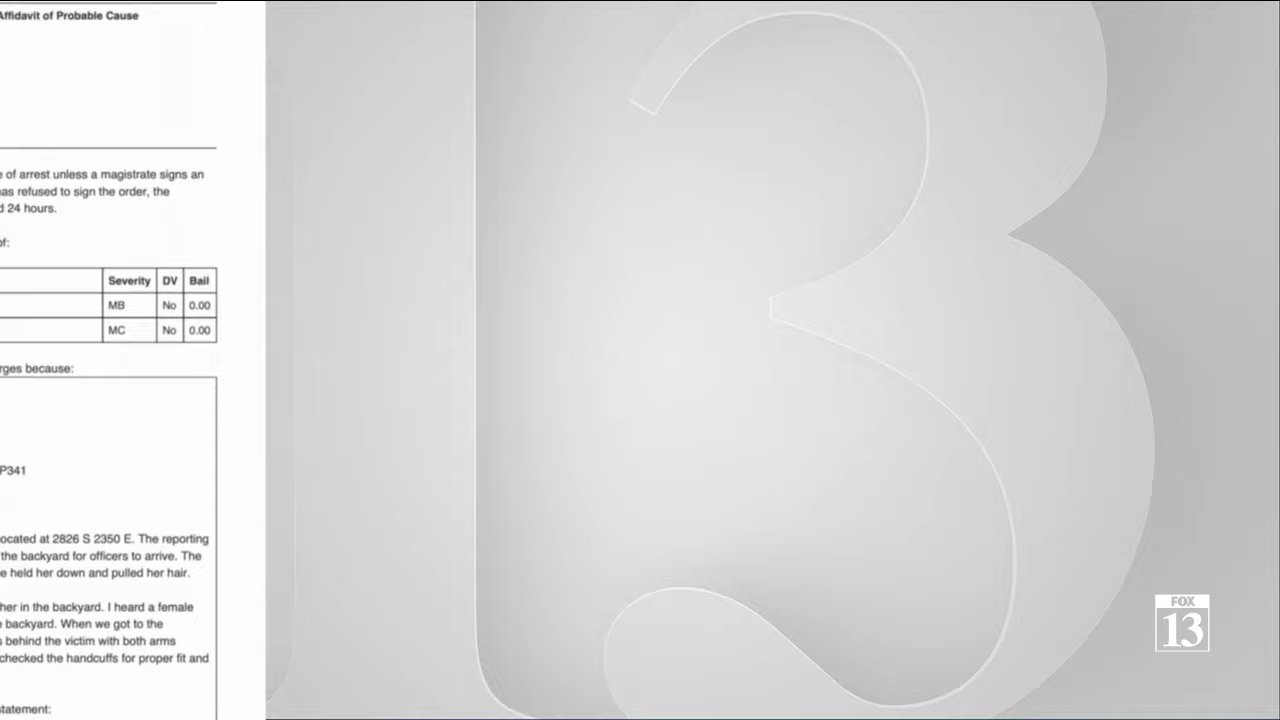 Affidavit of Probable Cause
of arrest unless a magistrate signs an
has refused to sign the order, the
24 hours.
of:
Severity DV Bail
MB No 0.00
MC No 0.00
because:
P341
located at 2826 S 2350 E. The reporting
the backyard for officers to arrive. The
held her down and pulled her hair.
her in the backyard. I heard a female
backyard. When we got to the
behind the victim with both arms
checked the handcuffs for proper fit and
statement:
FOX
13